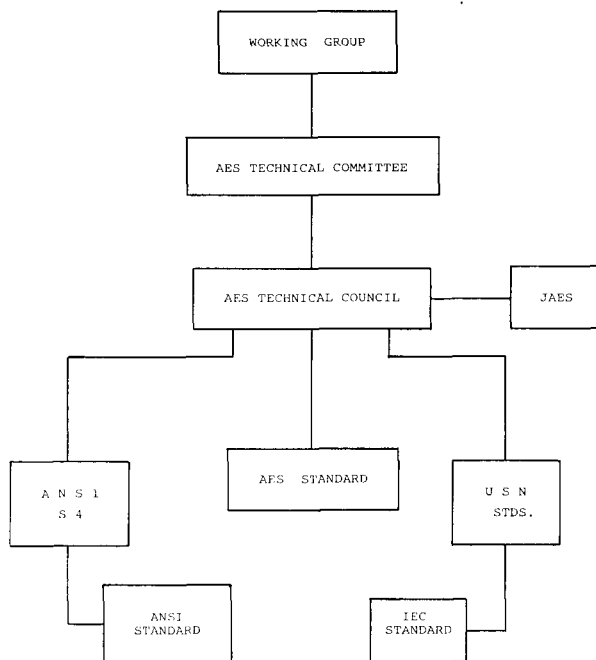 WORKING GROUP
AES TECHNICAL COMMITTEE
AES TECHNICAL COUNCIL
JAES
AES STANDARD
A N S I
S 4
U S N
STDS.
ANSI
STANDARD
IEC
STANDARD